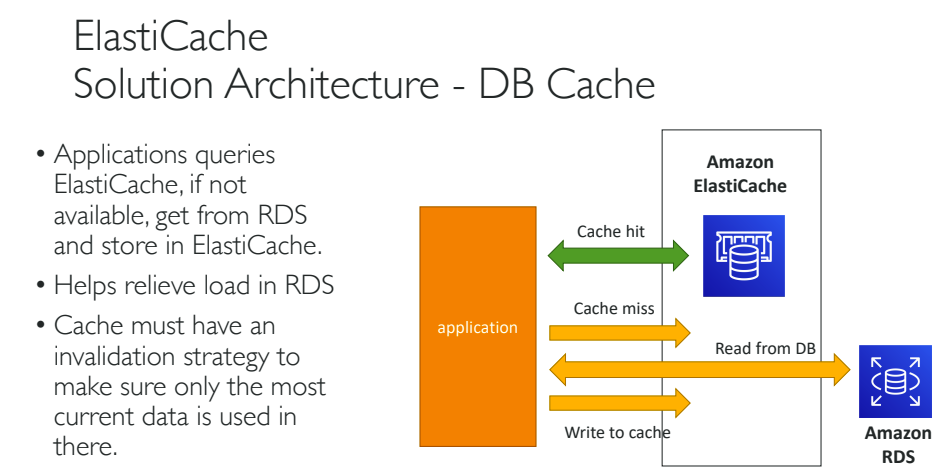 ElastiCache
Solution Architecture - DB Cache
• Applications queries
ElastiCache, if not
available, get from RDS
and store in ElastiCache.
• Helps relieve load in RDS
• Cache must have an
invalidation strategy to
make sure only the most
current data is used in
there.
Amazon
ElastiCache
Cache hit
Cache miss
application
Read from DB
Write to cache
Amazon
RDS